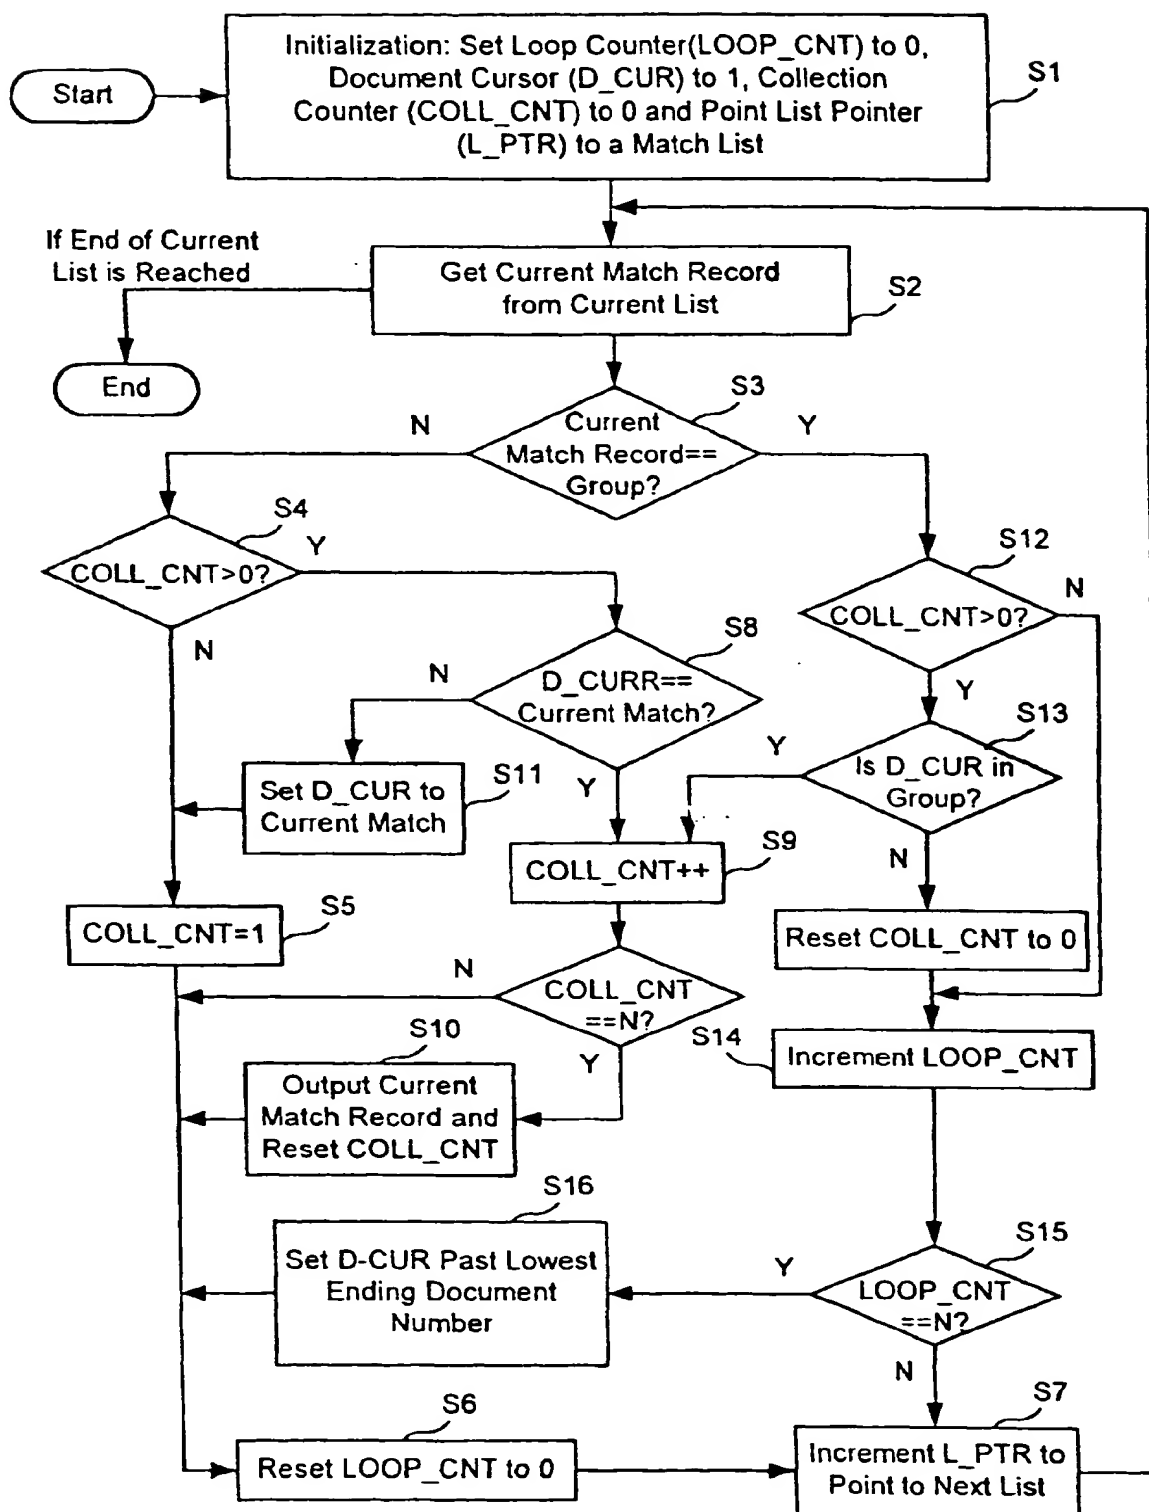 Initialization: Set Loop Counter(LOOP_CNT) to 0,
Document Cursor (D_CUR) to 1, Collection
Counter (COLL_CNT) to 0 and Point List Pointer
(L_PTR) to a Match List
S1
Start
If End of Current
List is Reached
Get Current Match Record
from Current List
S2
End
S3
N
Current
Match Record==
Group?
Y
S4
COLL_CNT>0?
Y
N
S12
COLL_CNT>0?
N
Y
S8
D_CURR==
Current Match?
N
Y
S13
Is D_CUR in
Group?
Y
N
S11
Set D_CUR to
Current Match
S9
COLL_CNT++
S5
COLL_CNT=1
Reset COLL_CNT to 0
N
COLL_CNT
==N?
Y
S14
Increment LOOP_CNT
S10
Output Current
Match Record and
Reset COLL_CNT
S16
Set D-CUR Past Lowest
Ending Document
Number
S15
Y
LOOP_CNT
==N?
N
S6
Reset LOOP_CNT to 0
S7
Increment L_PTR to
Point to Next List